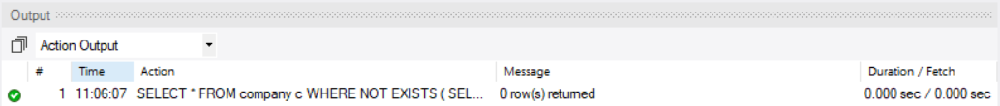 Output
Action Output
# Time Action Message Duration / Fetch
1 11:06:07 SELECT * FROM company c WHERE NOT EXISTS ( SEL... 0 row(s) returned 0.000 sec / 0.000 sec